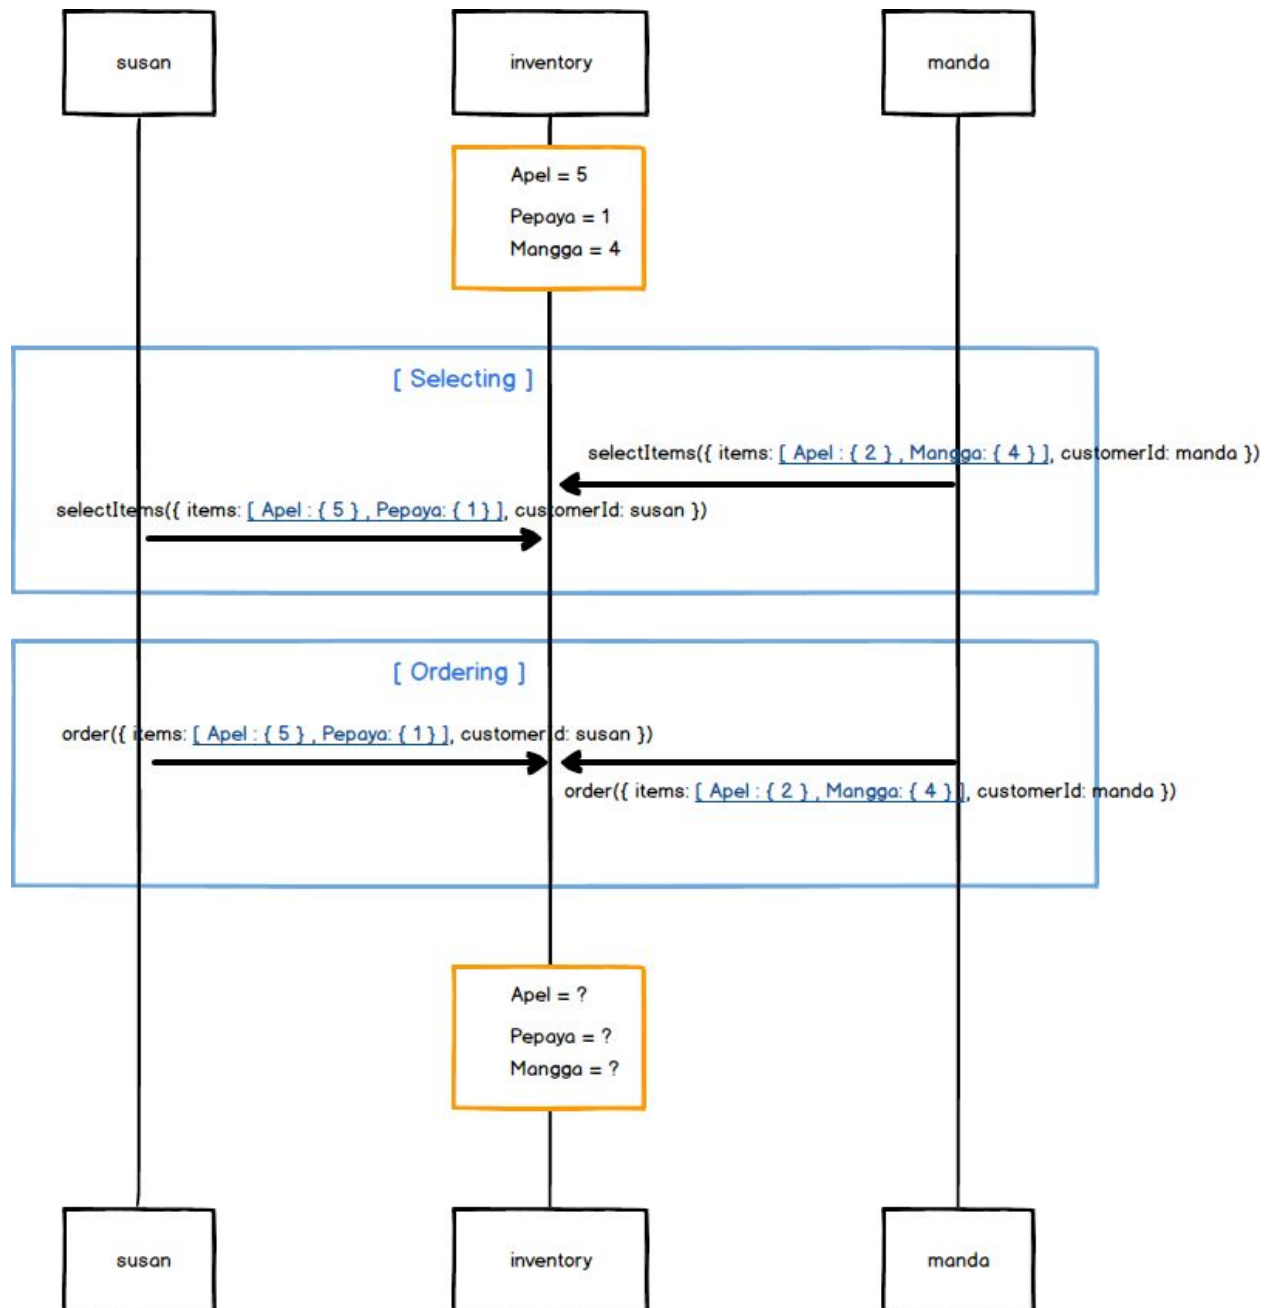 susan
inventory
manda
Apel = 5
Pepaya = 1
Mangga = 4
[ Selecting ]
selectItems({ items: [ Apel : { 2 } , Mangga: { 4 } ], customerId: manda })
selectItems({ items: [ Apel : { 5 } , Pepaya: { 1 } ], customerId: susan })
[ Ordering ]
order({ items: [ Apel : { 5 } , Pepaya: { 1 } ], customerId: susan })
order({ items: [ Apel : { 2 } , Mangga: { 4 } ], customerId: manda })
Apel = ?
Pepaya = ?
Mangga = ?
susan
inventory
manda